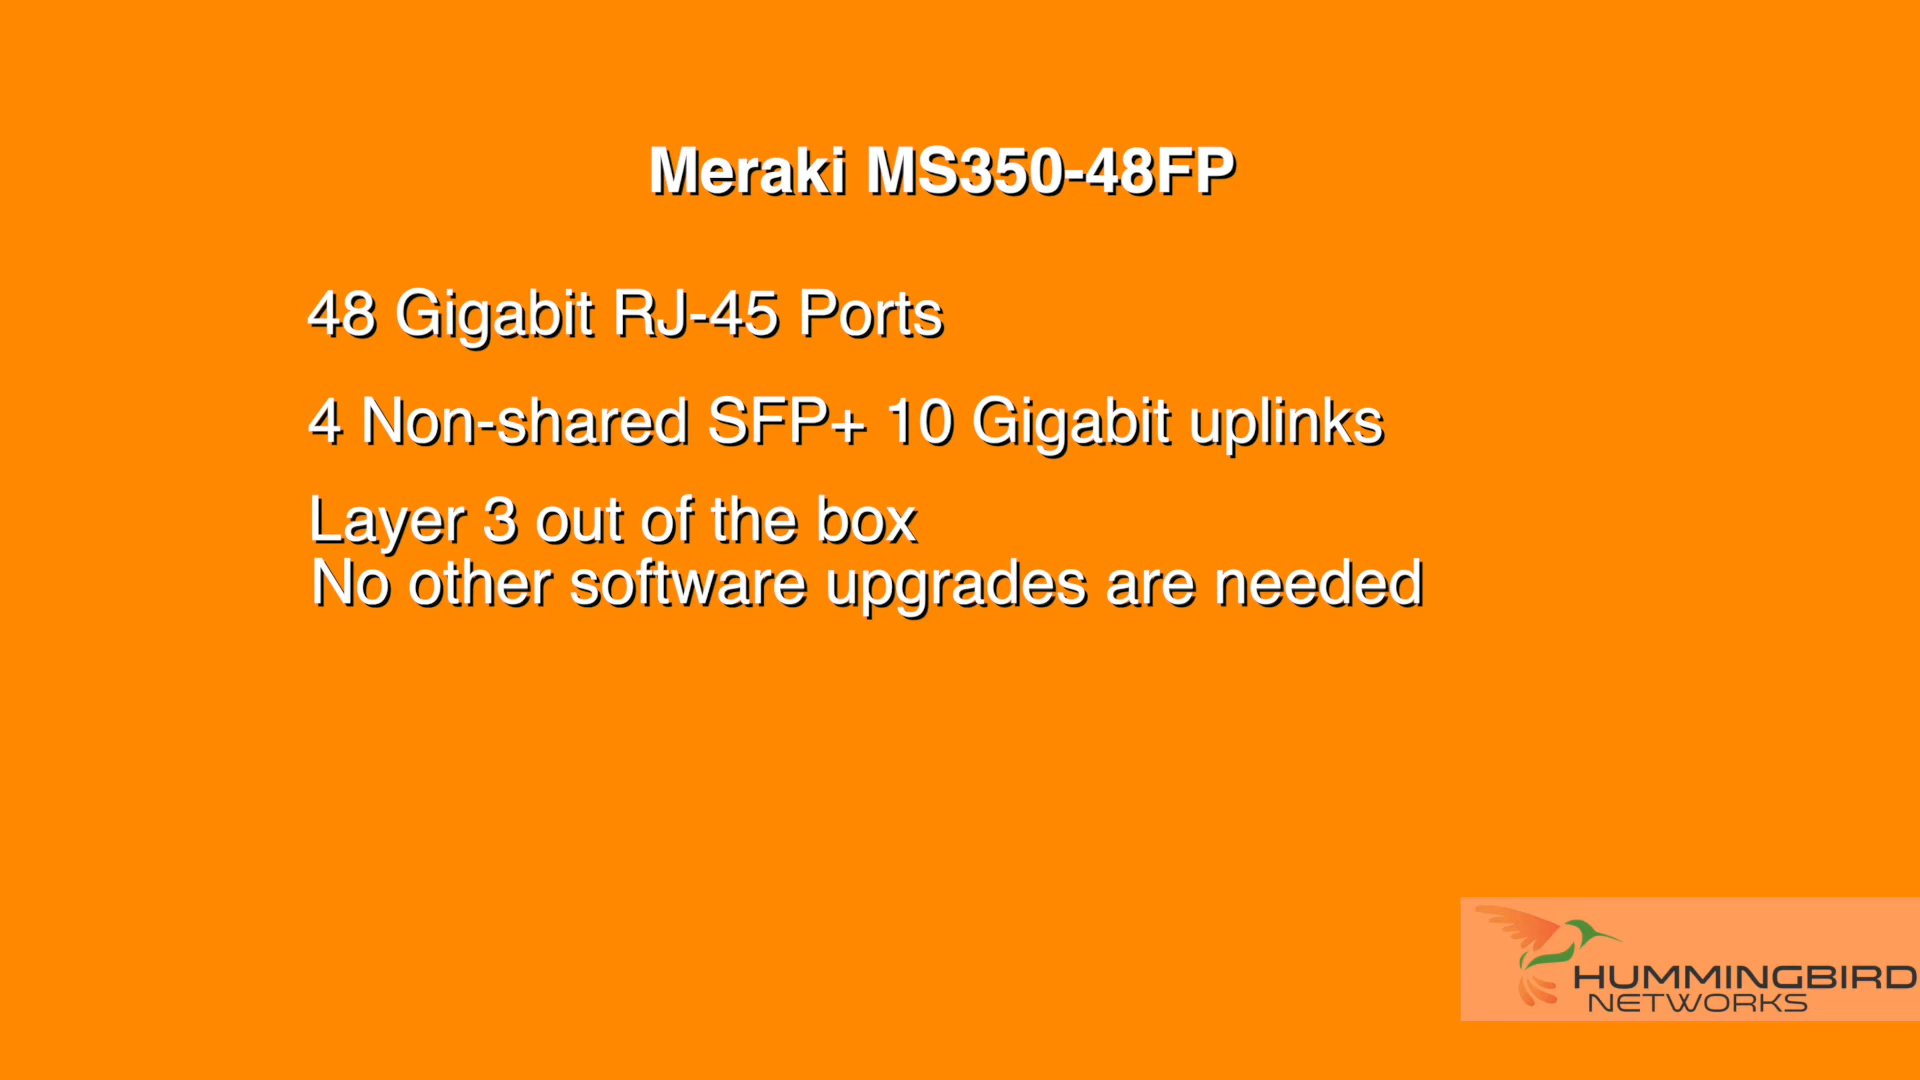 Meraki MS350-48FP
48 Gigabit RJ-45 Ports
4 Non-shared SFP+ 10 Gigabit uplinks
Layer 3 out of the box
No other software upgrades are needed
HUMMINGBIRD
NETWORKS